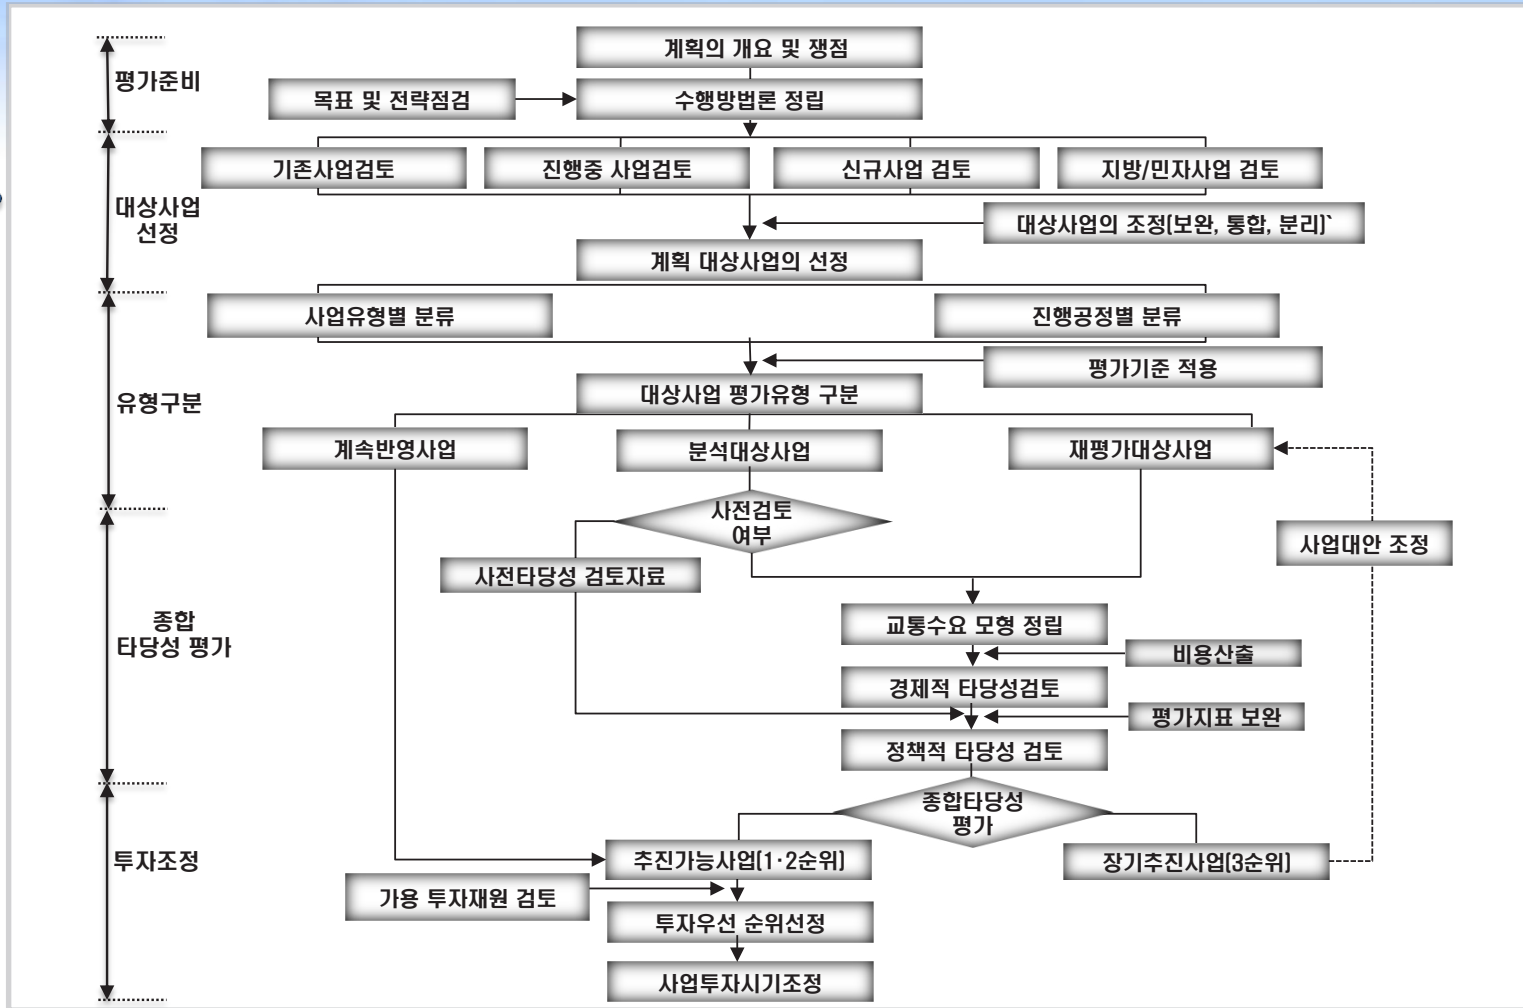 계획의 개요 및 쟁점
평가준비
목표 및 전략점검
수행방법론 정립
기존사업검토
진행중 사업검토
신규사업 검토
지방/민자사업 검토
대상사업
선정
대상사업의 조정(보완, 통합, 분리)`
계획 대상사업의 선정
사업유형별 분류
진행공정별 분류
평가기준 적용
대상사업 평가유형 구분
유형구분
계속반영사업
분석대상사업
재평가대상사업
사전검토
여부
사업대안 조정
사전타당성 검토자료
종합
타당성 평가
교통수요 모형 정립
비용산출
경제적 타당성검토
평가지표 보완
정책적 타당성 검토
종합타당성
평가
투자조정
추진가능사업(1·2순위)
장기추진사업(3순위)
가용 투자재원 검토
투자우선 순위선정
사업투자시기조정